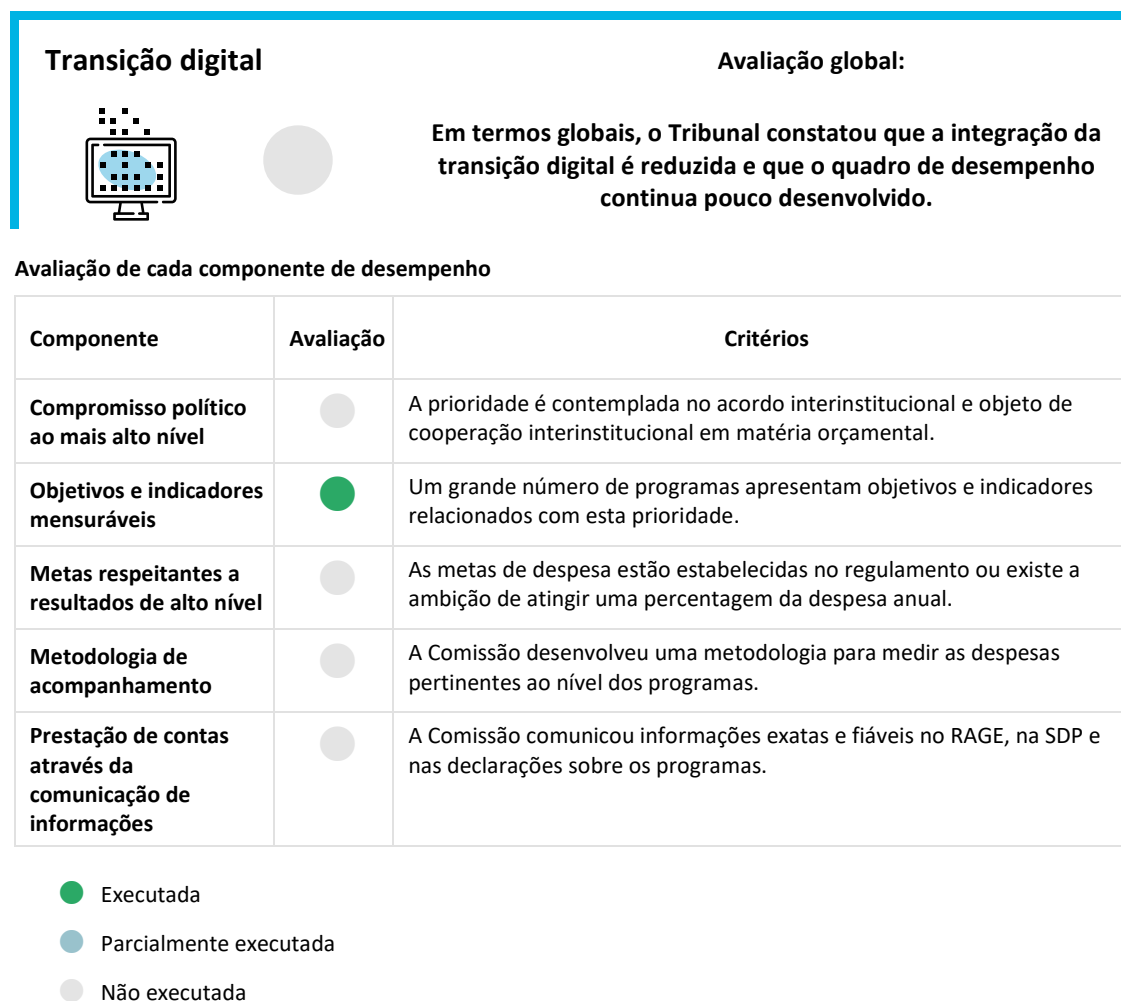 Transição digital
Avaliação global:
Em termos globais, o Tribunal constatou que a integração da
transição digital é reduzida e que o quadro de desempenho
continua pouco desenvolvido.
Avaliação de cada componente de desempenho
Componente
Avaliação
Critérios
Compromisso político
ao mais alto nível
A prioridade é contemplada no acordo interinstitucional e objeto de
cooperação interinstitucional em matéria orçamental.
Objetivos e indicadores
mensuráveis
Um grande número de programas apresentam objetivos e indicadores
relacionados com esta prioridade.
Metas respeitantes a
resultados de alto nível
As metas de despesa estão estabelecidas no regulamento ou existe a
ambição de atingir uma percentagem da despesa anual.
Metodologia de
acompanhamento
A Comissão desenvolveu uma metodologia para medir as despesas
pertinentes ao nível dos programas.
Prestação de contas
através da
comunicação de
informações
A Comissão comunicou informações exatas e fiáveis no RAGE, na SDP e
nas declarações sobre os programas.
Executada
Parcialmente executada
Não executada